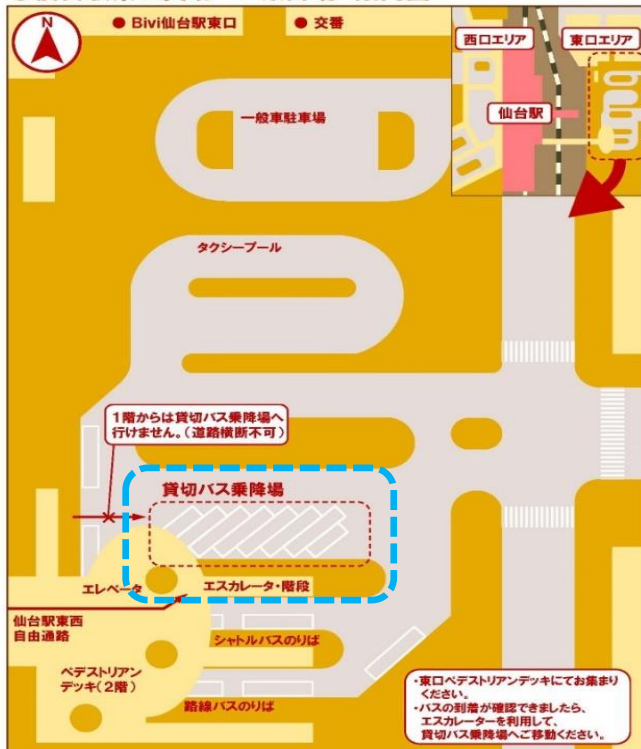 N
● Bivi仙台駅東口
● 交番
西口エリア
東口エリア
仙台駅
一般車駐車場
タクシープール
1階からは貸切バス乗降場へ
行けません。(道路横断不可)
貸切バス乗降場
エレベータ
エスカレータ・階段
仙台駅東西
自由通路
シャトルバスのりば
ペデストリアン
デッキ(2階)
路線バスのりば
・東口ペデストリアンデッキにてお集まり
ください。
・バスの到着が確認できましたら、
エスカレーターを利用して、
貸切バス乗降場へご移動ください。